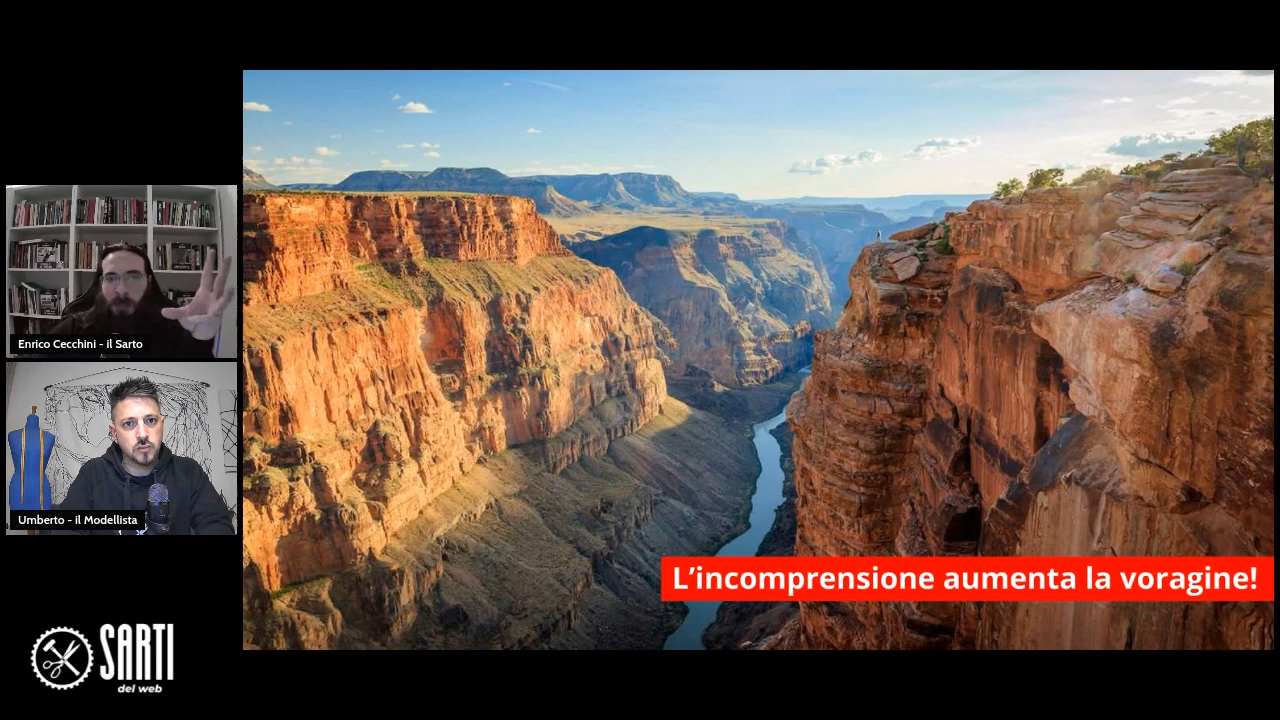 Enrico Cecchini - il Sarto
Umberto - il Modellista
L’incomprensione aumenta la voragine!
SARTI
del web